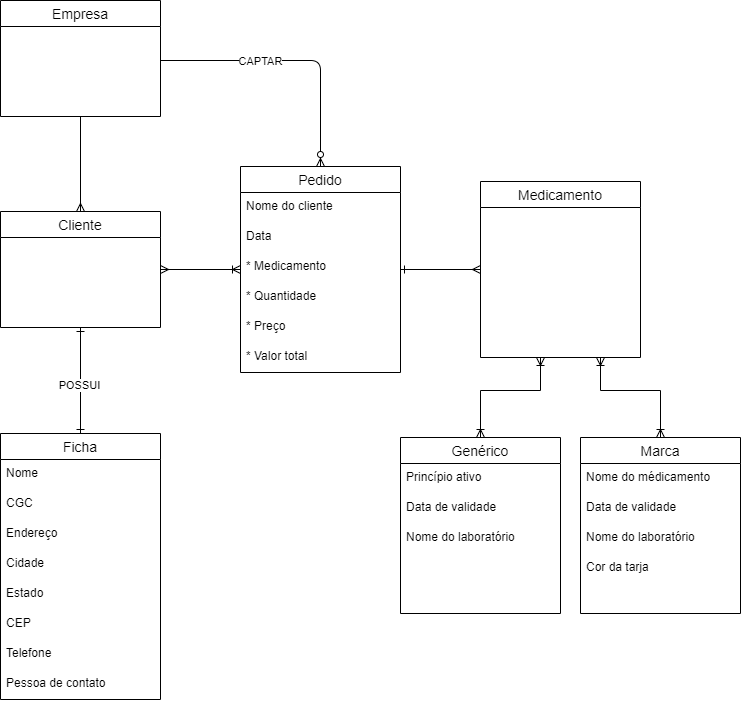 Empresa
CAPTAR
Pedido
Nome do cliente
Data
* Medicamento
* Quantidade
* Preço
* Valor total
Medicamento
Cliente
POSSUI
Ficha
Nome
CGC
Endereço
Cidade
Estado
CEP
Telefone
Pessoa de contato
Genérico
Princípio ativo
Data de validade
Nome do laboratório
Marca
Nome do médicamento
Data de validade
Nome do laboratório
Cor da tarja